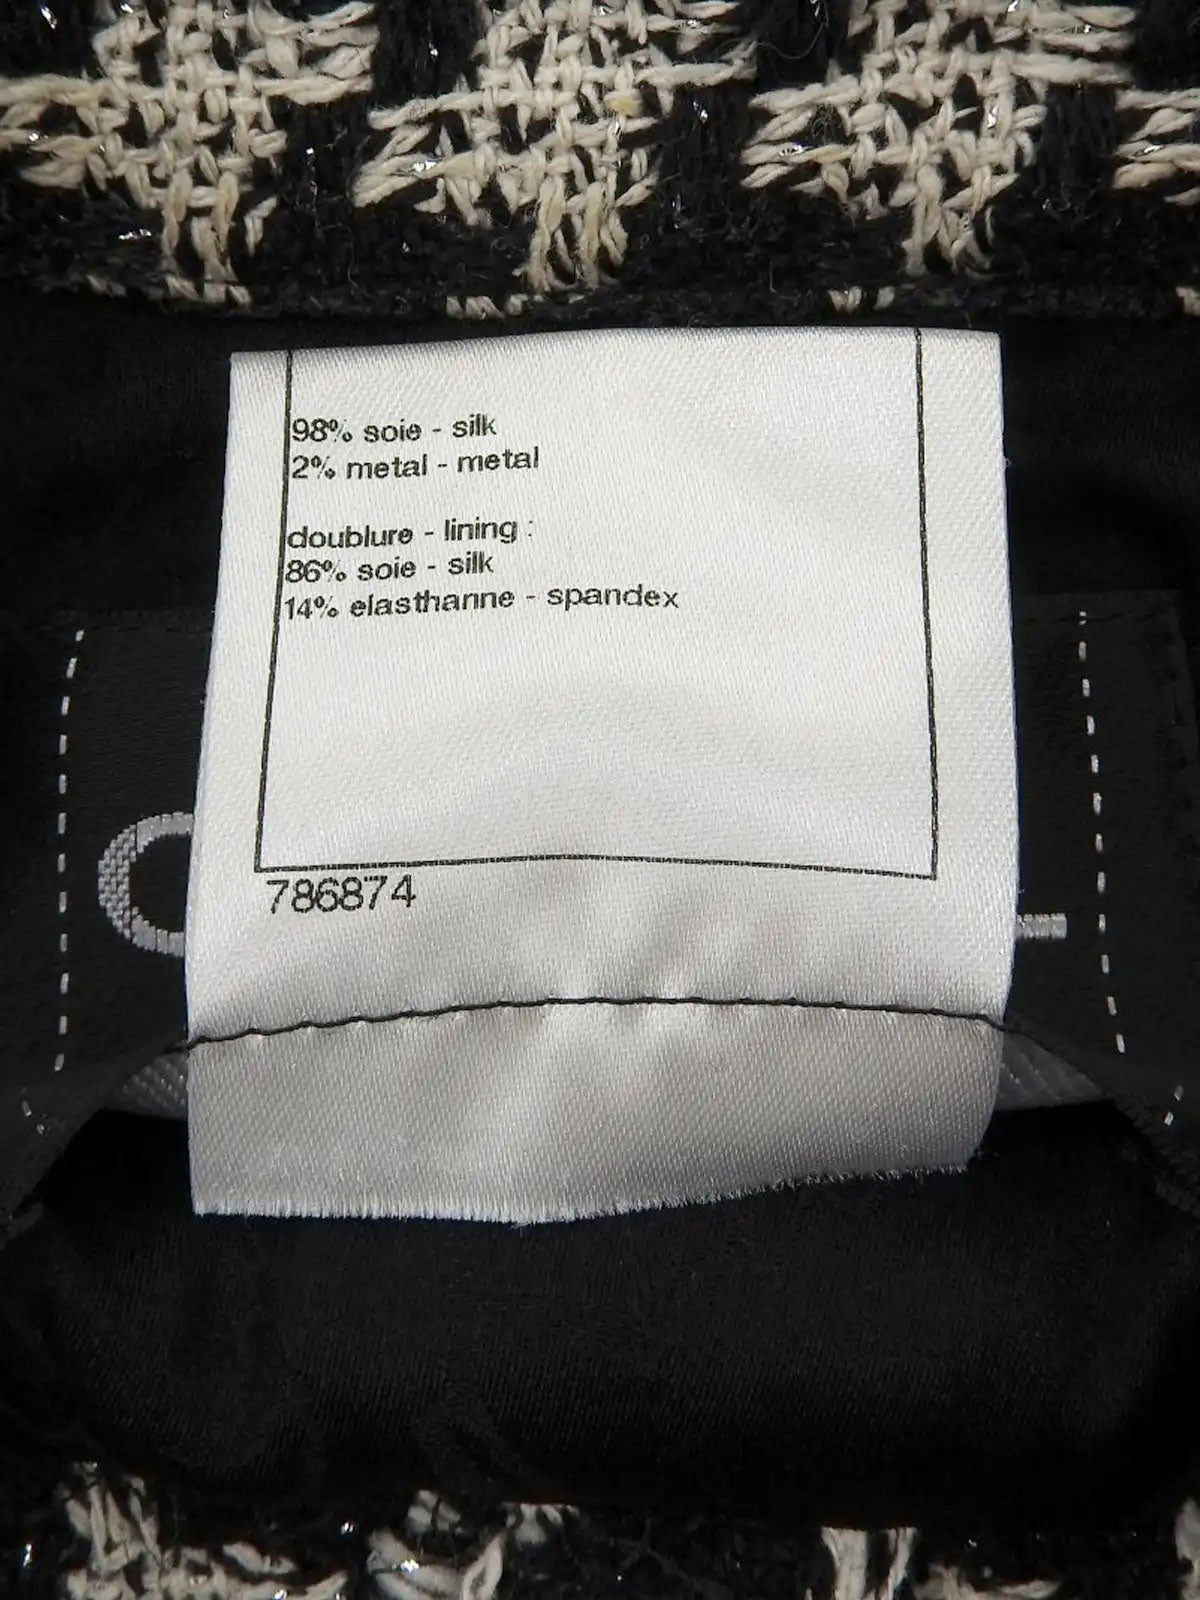 98% soie - silk
2% metal - metal
doublure - lining :
86% soie - silk
14% elasthanne - spandex
786874